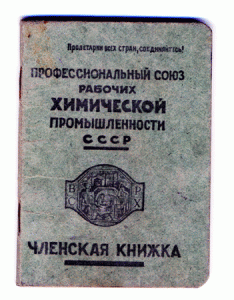 Пролетарии всех стран, соединяйтесь!
ПРОФЕССИОНАЛЬНЫЙ СОЮЗ
РАБОЧИХ
ХИМИЧЕСКОЙ
ПРОМЫШЛЕННОСТИ
СССР
В С Р Х
ЧЛЕНСКАЯ КНИЖКА